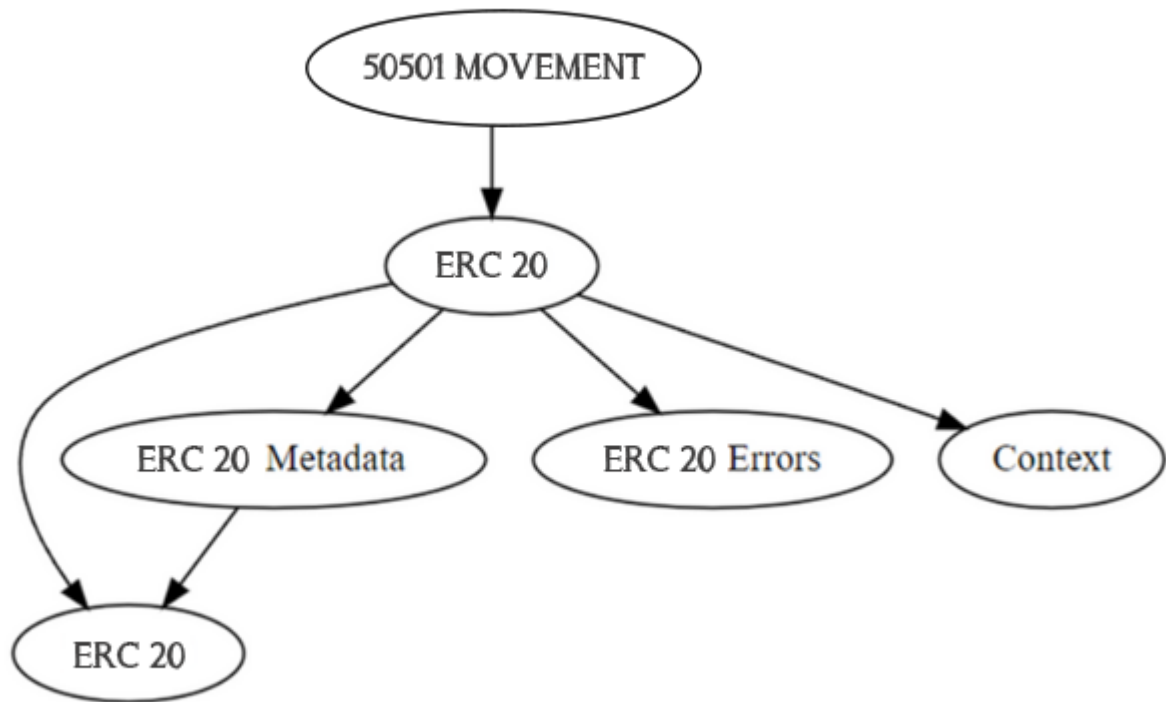 50501 MOVEMENT
ERC 20
ERC 20 Metadata
ERC 20 Errors
Context
ERC 20